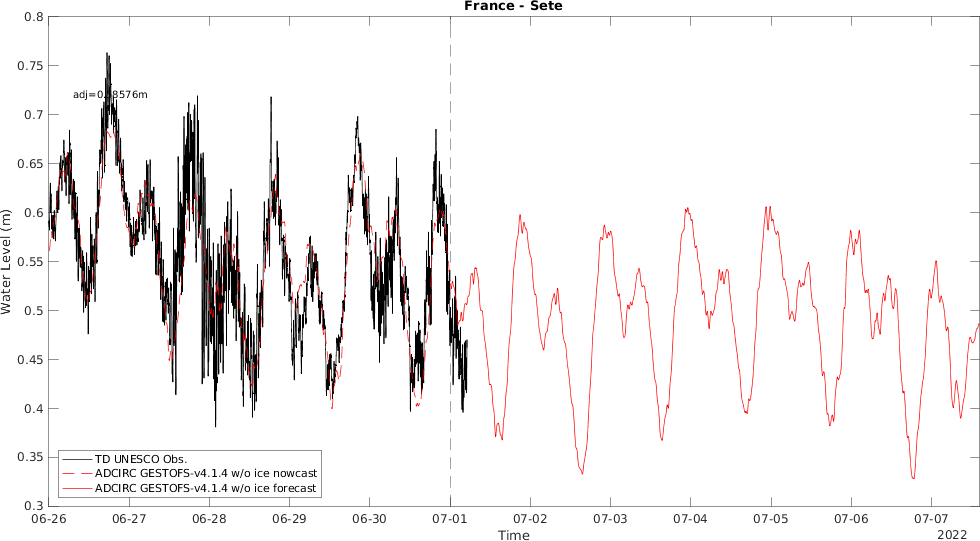 France - Sete
0.8
0.75
0.7
0.65
0.6
0.55
0.5
0.45
0.4
0.35
0.3
Water Level (m)
TD UNESCO Obs.
ADCIRC GESTOFS-v4.1.4 w/o ice nowcast
ADCIRC GESTOFS-v4.1.4 w/o ice forecast
06-26 06-27 06-28 06-29 06-30 07-01 07-02 07-03 07-04 07-05 07-06 07-07
Time
2022